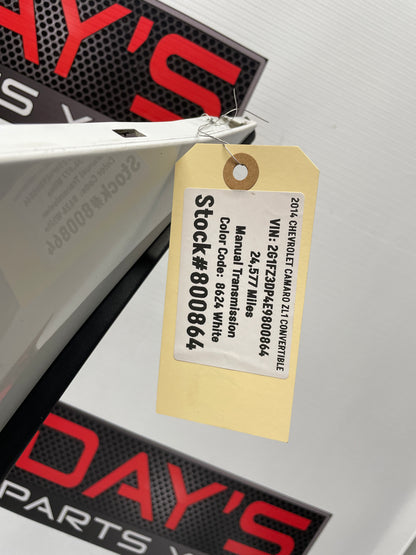 DAY'S
PARTS Y
2014 CHEVROLET CAMARO ZL1 CONVERTIBLE
VIN: 2G1FZ3DP4E9800864
24,577 Miles
Manual Transmission
Color Code: 8624 White
Stock#800864
DAY'S
PARTS Y